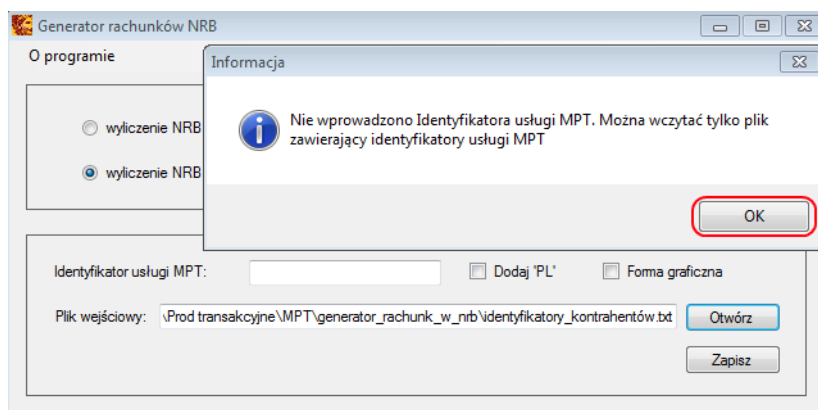 Generator rachunków NRB
O programie
Informacja
Nie wprowadzono Identyfikatora usługi MPT. Można wczytać tylko plik
zawierający identyfikatory usługi MPT
OK
wyliczenie NRB
wyliczenie NRB
Identyfikator usługi MPT:
Dodaj 'PL'
Forma graficzna
Plik wejściowy:
\Prod transakcyjne\MPT\generator_rachunk_w_nrb\identyfikatory_kontrahentów.txt
Otwórz
Zapisz